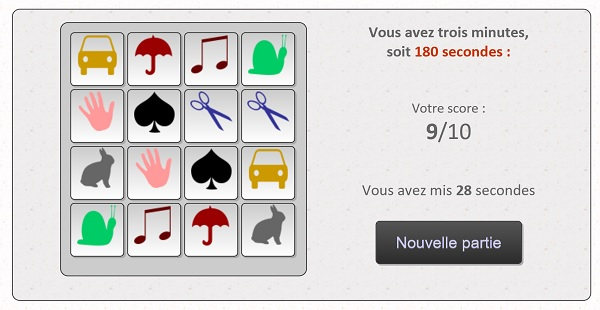 Vous avez trois minutes,
soit 180 secondes :
Votre score :
9/10
Vous avez mis 28 secondes
Nouvelle partie